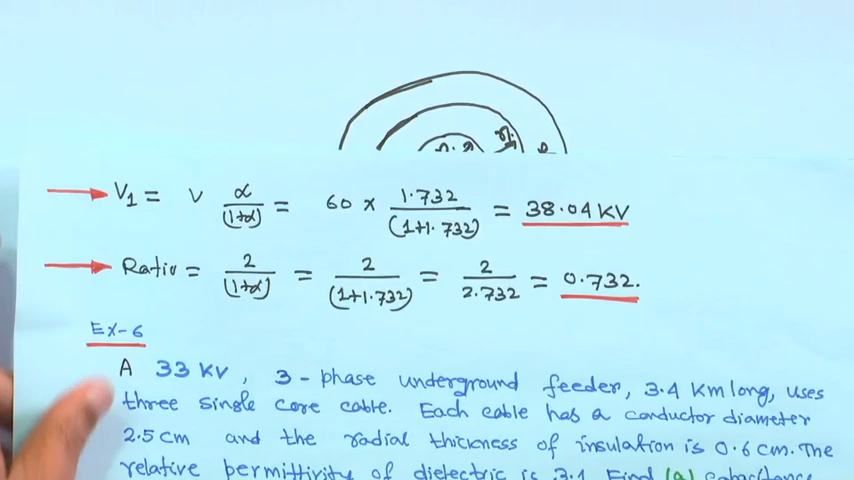 V₁ = V α/(1+α) = 60 × 1.732/(1+1.732) = 38.04 KV
Ratio = 2/(1+α) = 2/(1+1.732) = 2/2.732 = 0.732.
Ex-6
A 33 KV, 3-phase underground feeder, 3.4 Km long, uses
three single core cable. Each cable has a conductor diameter
2.5 cm and the radial thickness of insulation is 0.6 cm. The
relative permittivity of dielectric is 3.1 Find (a) capacitance